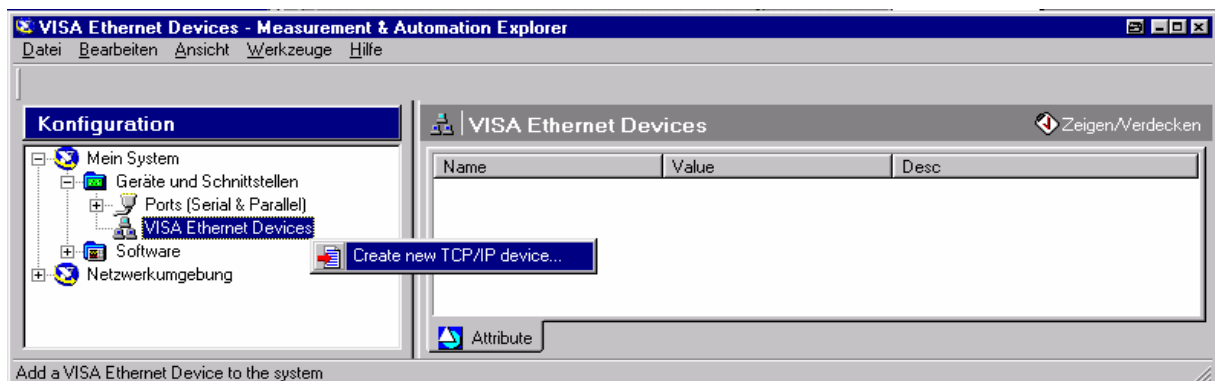 VISA Ethernet Devices - Measurement & Automation Explorer
Datei Bearbeiten Ansicht Werkzeuge Hilfe
Konfiguration
VISA Ethernet Devices
Zeigen/Verdecken
Mein System
Geräte und Schnittstellen
Ports (Serial & Parallel)
VISA Ethernet Devices
Software
Netzwerkumgebung
Create new TCP/IP device...
Name Value Desc
Attribute
Add a VISA Ethernet Device to the system